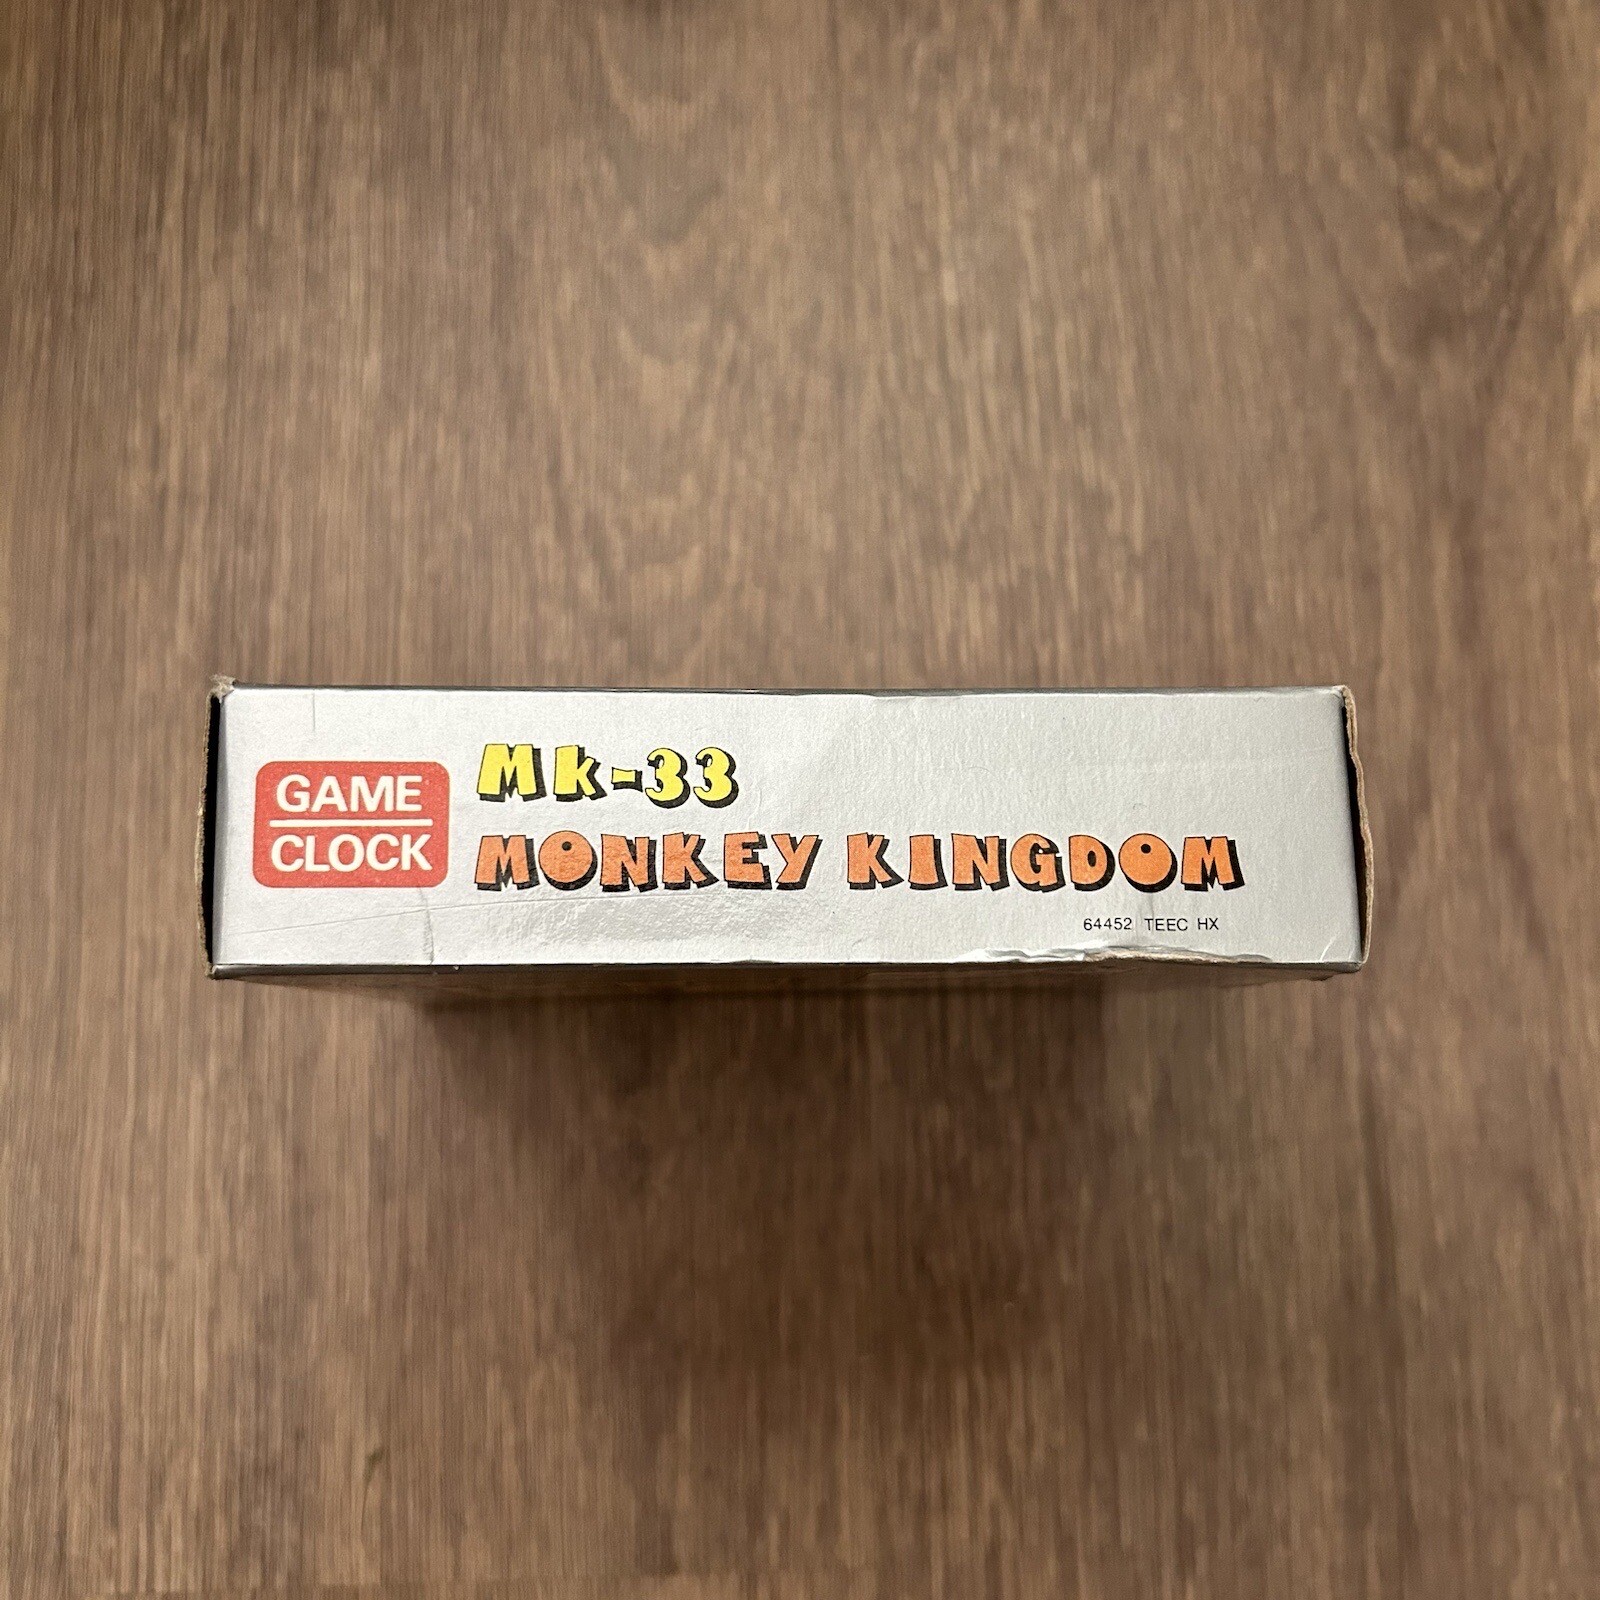 GAME
CLOCK
Mk-33
MONKEY KINGDOM
64452 TEEC HX